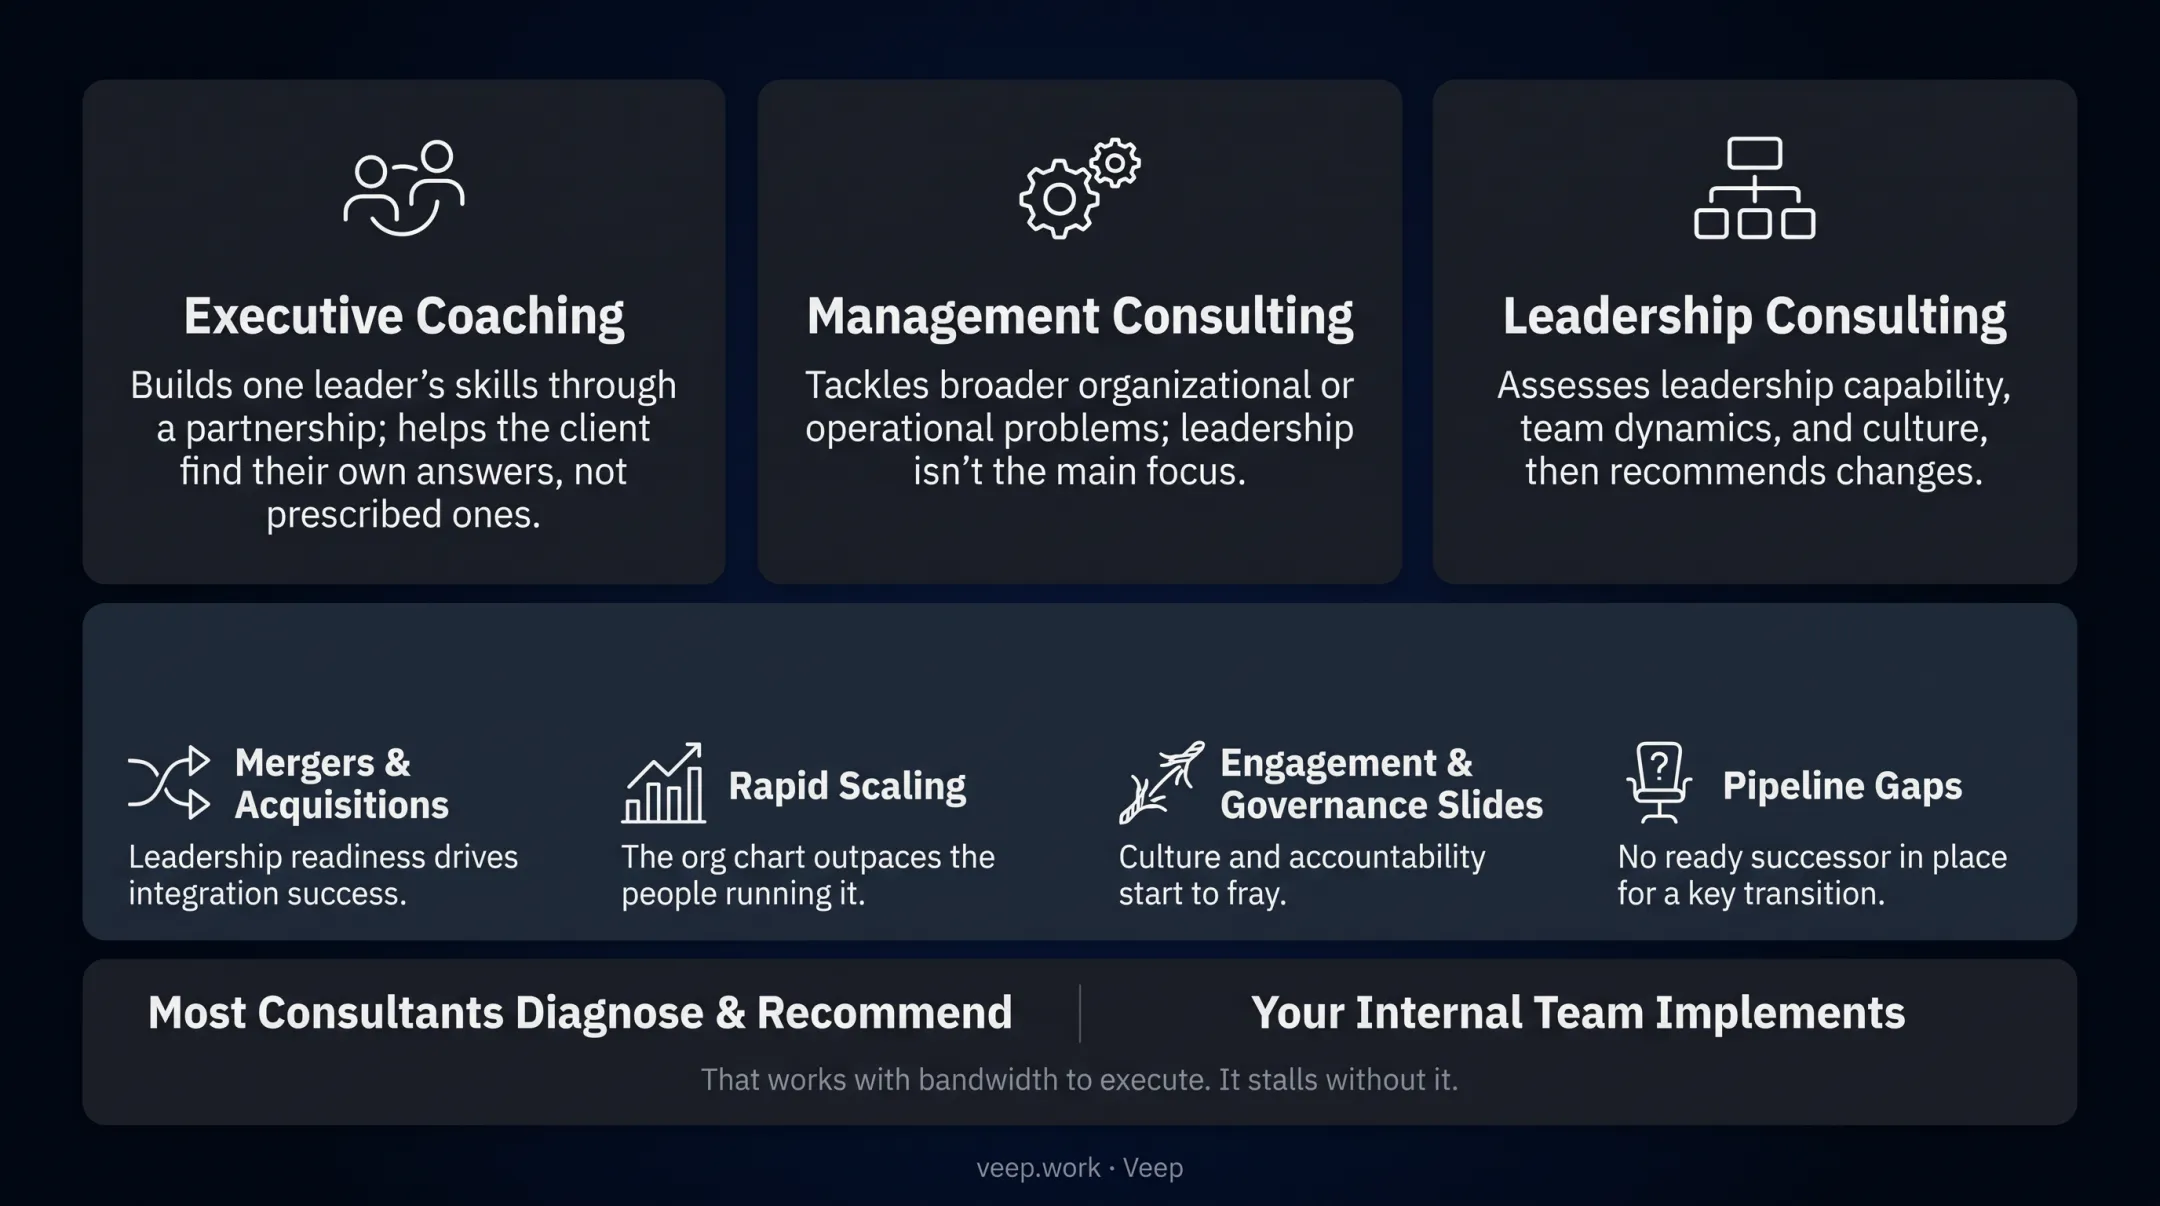 Executive Coaching
Builds one leader’s skills through
a partnership; helps the client
find their own answers, not
prescribed ones.
Management Consulting
Tackles broader organizational or
operational problems; leadership
isn’t the main focus.
Leadership Consulting
Assesses leadership capability,
team dynamics, and culture,
then recommends changes.
Mergers &
Acquisitions
Leadership readiness drives
integration success.
Rapid Scaling
The org chart outpaces the
people running it.
Engagement &
Governance Slides
Culture and accountability
start to fray.
?
Pipeline Gaps
No ready successor in place
for a key transition.
Most Consultants Diagnose & Recommend
Your Internal Team Implements
That works with bandwidth to execute. It stalls without it.
veep.work · Veep